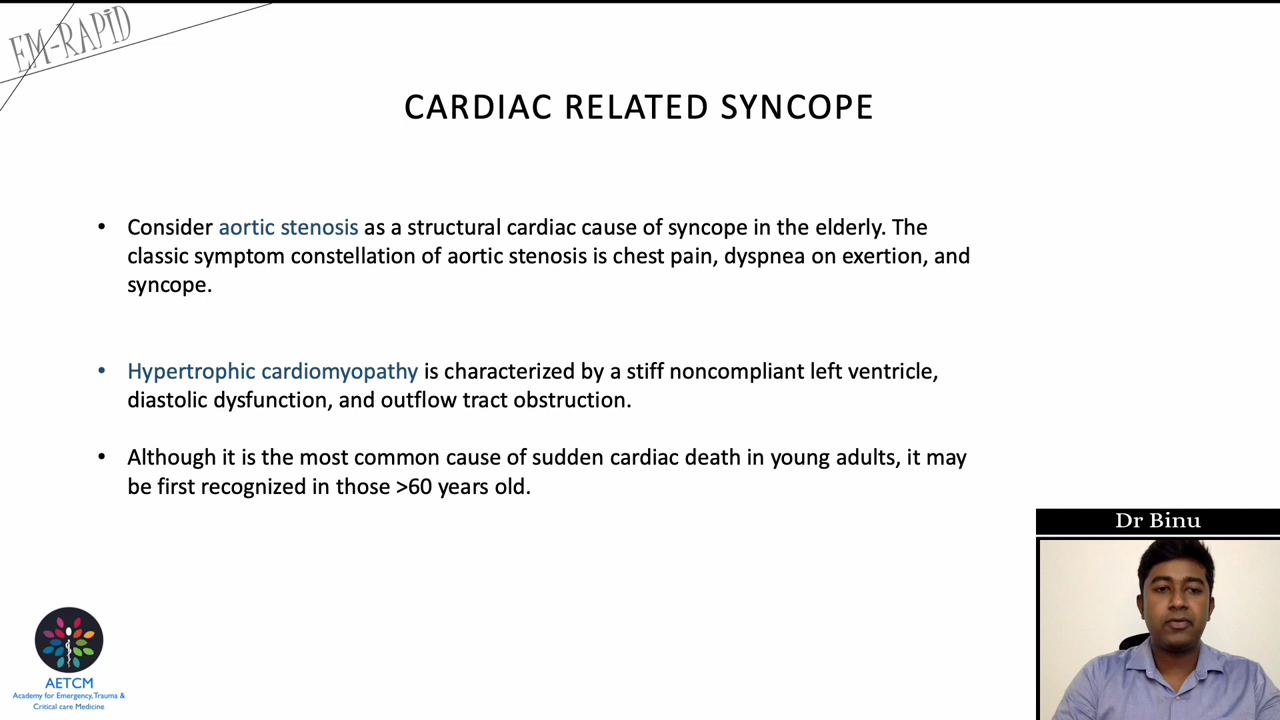 EM-RAPID
CARDIAC RELATED SYNCOPE
• Consider aortic stenosis as a structural cardiac cause of syncope in the elderly. The
classic symptom constellation of aortic stenosis is chest pain, dyspnea on exertion, and
syncope.
• Hypertrophic cardiomyopathy is characterized by a stiff noncompliant left ventricle,
diastolic dysfunction, and outflow tract obstruction.
• Although it is the most common cause of sudden cardiac death in young adults, it may
be first recognized in those >60 years old.
Dr Binu
AETCM
Academy for Emergency,Trauma &
Critical care Medicine